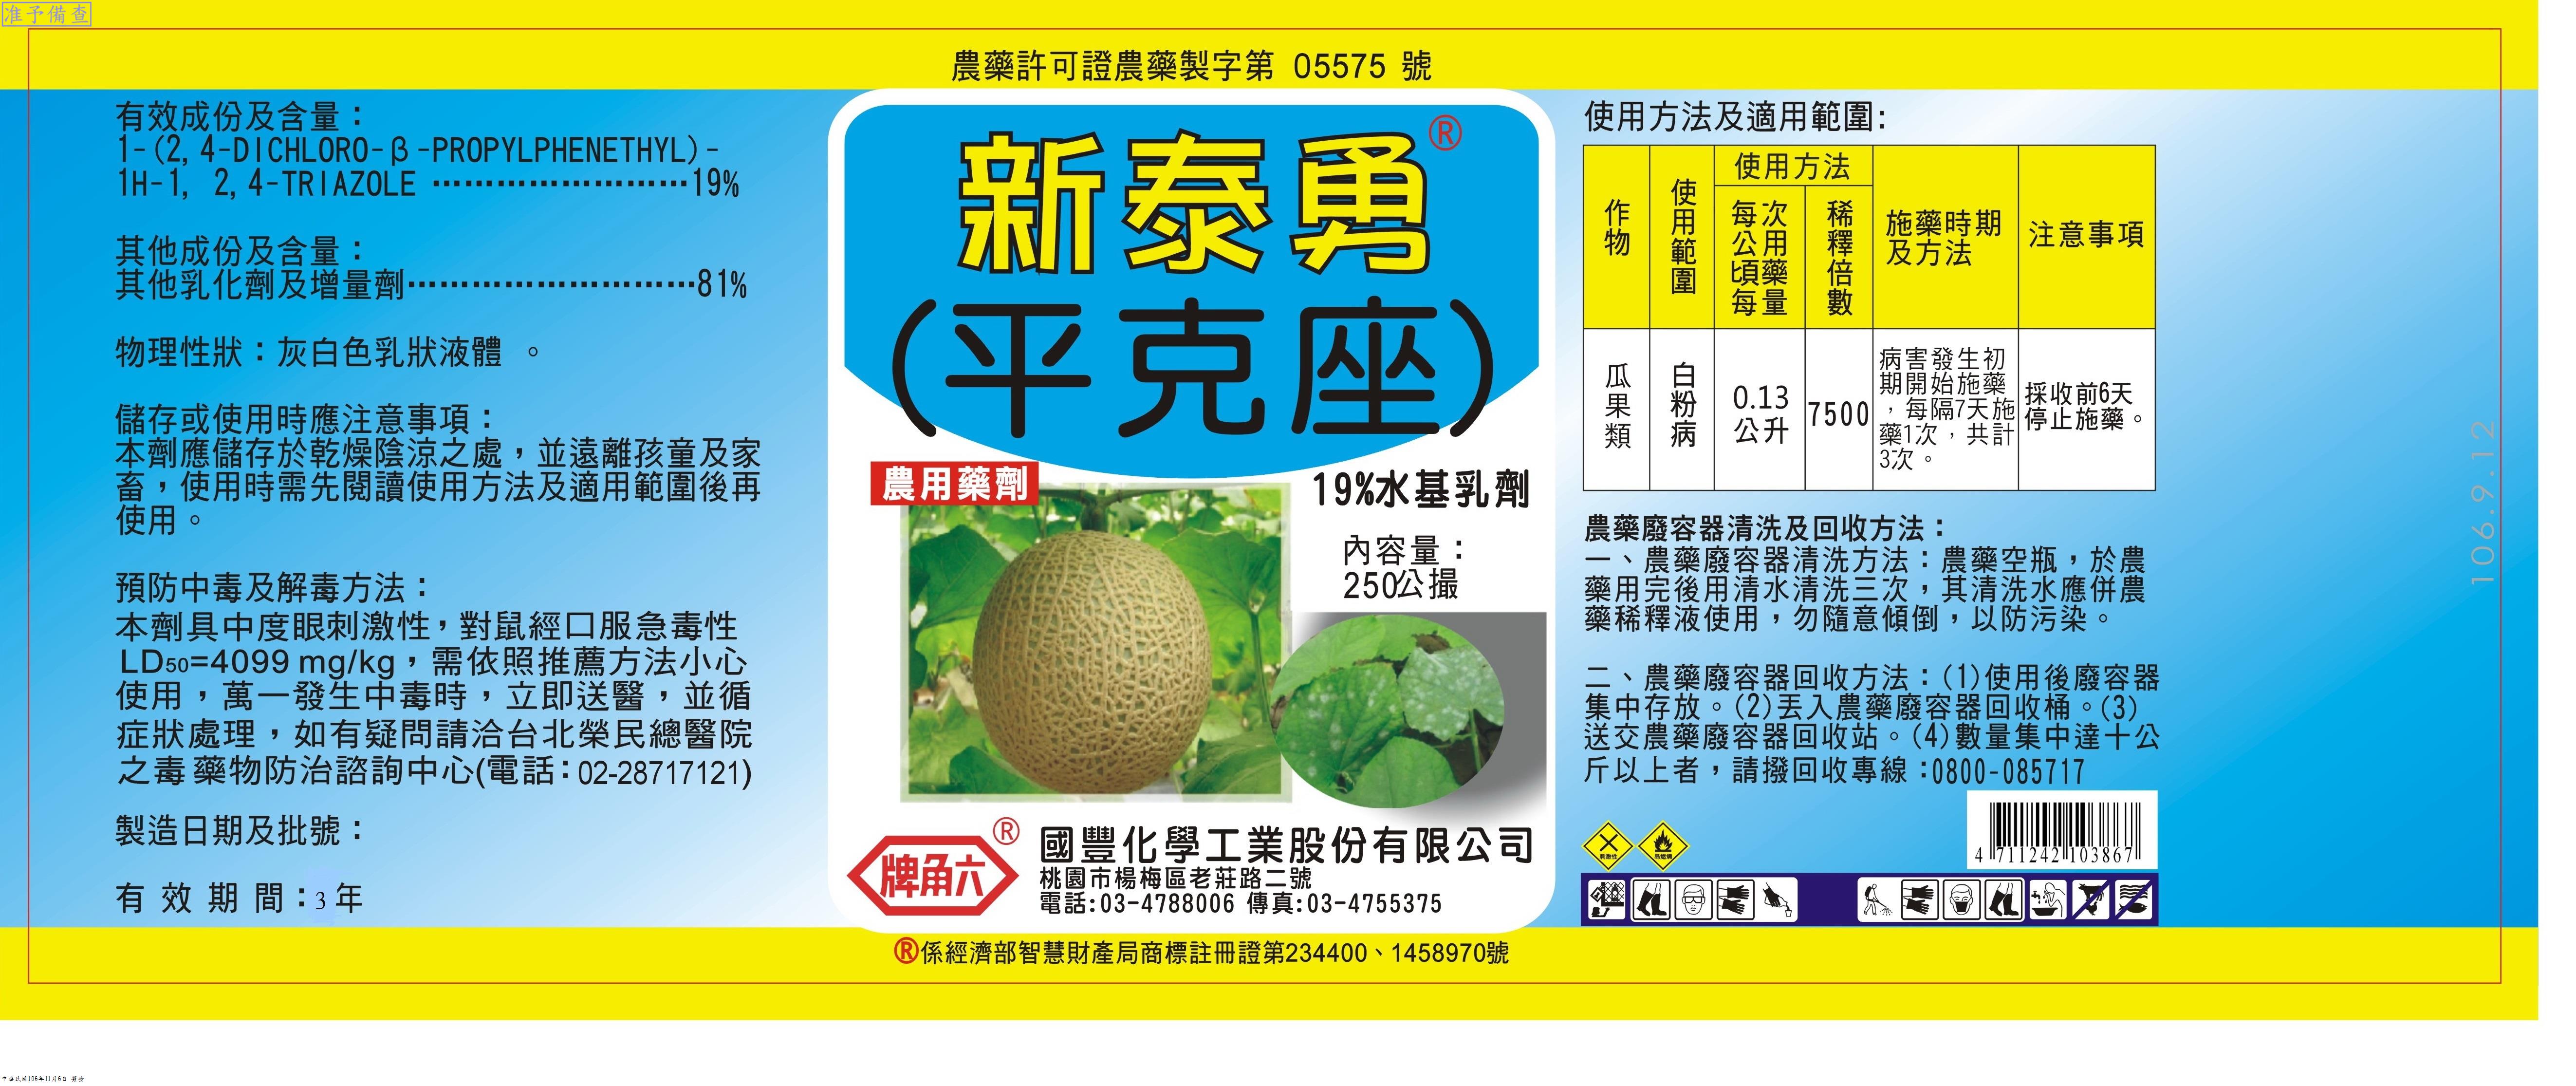 准予備查
農藥許可證農藥製字第 05575 號
有效成份及含量：
1-(2,4-DICHLORO-β-PROPYLPHENETHYL)-
1H-1, 2,4-TRIAZOLE ……………………19%
其他成份及含量：
其他乳化劑及增量劑………………………81%
物理性狀：灰白色乳狀液體 。
儲存或使用時應注意事項：
本劑應儲存於乾燥陰涼之處，並遠離孩童及家
畜，使用時需先閱讀使用方法及適用範圍後再
使用。
預防中毒及解毒方法：
本劑具中度眼刺激性，對鼠經口服急毒性
LD50=4099 mg/kg，需依照推薦方法小心
使用，萬一發生中毒時，立即送醫，並循
症狀處理，如有疑問請洽台北榮民總醫院
之毒藥物防治諮詢中心(電話：02-28717121)
製造日期及批號：
有效期間：3年
新泰勇®
(平克座)
農用藥劑
19%水基乳劑
內容量：
250公撮
牌角六®
國豐化學工業股份有限公司
桃園市楊梅區老莊路二號
電話:03-4788006 傳真:03-4755375
®係經濟部智慧財產局商標註冊證第234400、1458970號
使用方法及適用範圍:
作物
使用範圍
使用方法
每公頃每
次用藥量
稀釋倍數
施藥時期
及方法
注意事項
瓜果類
白粉病
0.13
公升
7500
病害發生初
期開始施藥
，每隔7天施
藥1次，共計
3次。
採收前6天
停止施藥。
農藥廢容器清洗及回收方法：
一、農藥廢容器清洗方法：農藥空瓶，於農
藥用完後用清水清洗三次，其清洗水應併農
藥稀釋液使用，勿隨意傾倒，以防污染。
二、農藥廢容器回收方法：(1)使用後廢容器
集中存放。(2)丟入農藥廢容器回收桶。(3)
送交農藥廢容器回收站。(4)數量集中達十公
斤以上者，請撥回收專線：0800-085717
刺激性
易燃
4 711242 103867
106.9.12
中華民國106年11月6日 簽發